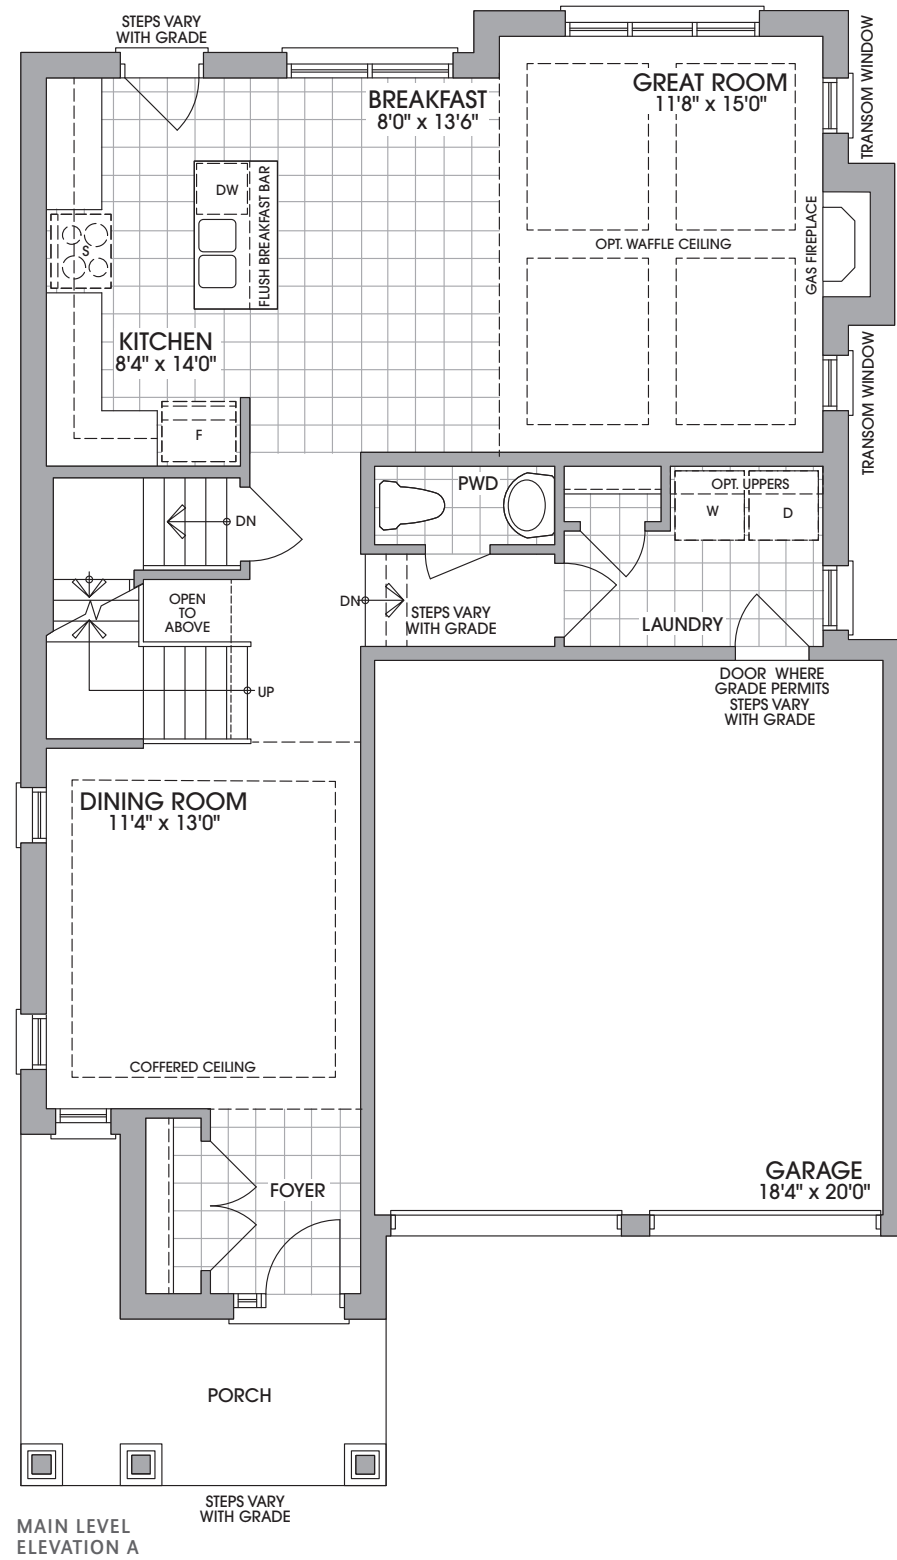 STEPS VARY
WITH GRADE
BREAKFAST
8'0" x 13'6"
GREAT ROOM
11'8" x 15'0"
TRANSOM WINDOW
DW
FLUSH BREAKFAST BAR
S
OPT. WAFFLE CEILING
GAS FIREPLACE
KITCHEN
8'4" x 14'0"
F
TRANSOM WINDOW
PWD
OPT. UPPERS
W
D
DN
OPEN
TO
ABOVE
DN
STEPS VARY
WITH GRADE
LAUNDRY
UP
DOOR WHERE
GRADE PERMITS
STEPS VARY
WITH GRADE
DINING ROOM
11'4" x 13'0"
COFFERED CEILING
FOYER
GARAGE
18'4" x 20'0"
PORCH
STEPS VARY
WITH GRADE
MAIN LEVEL
ELEVATION A